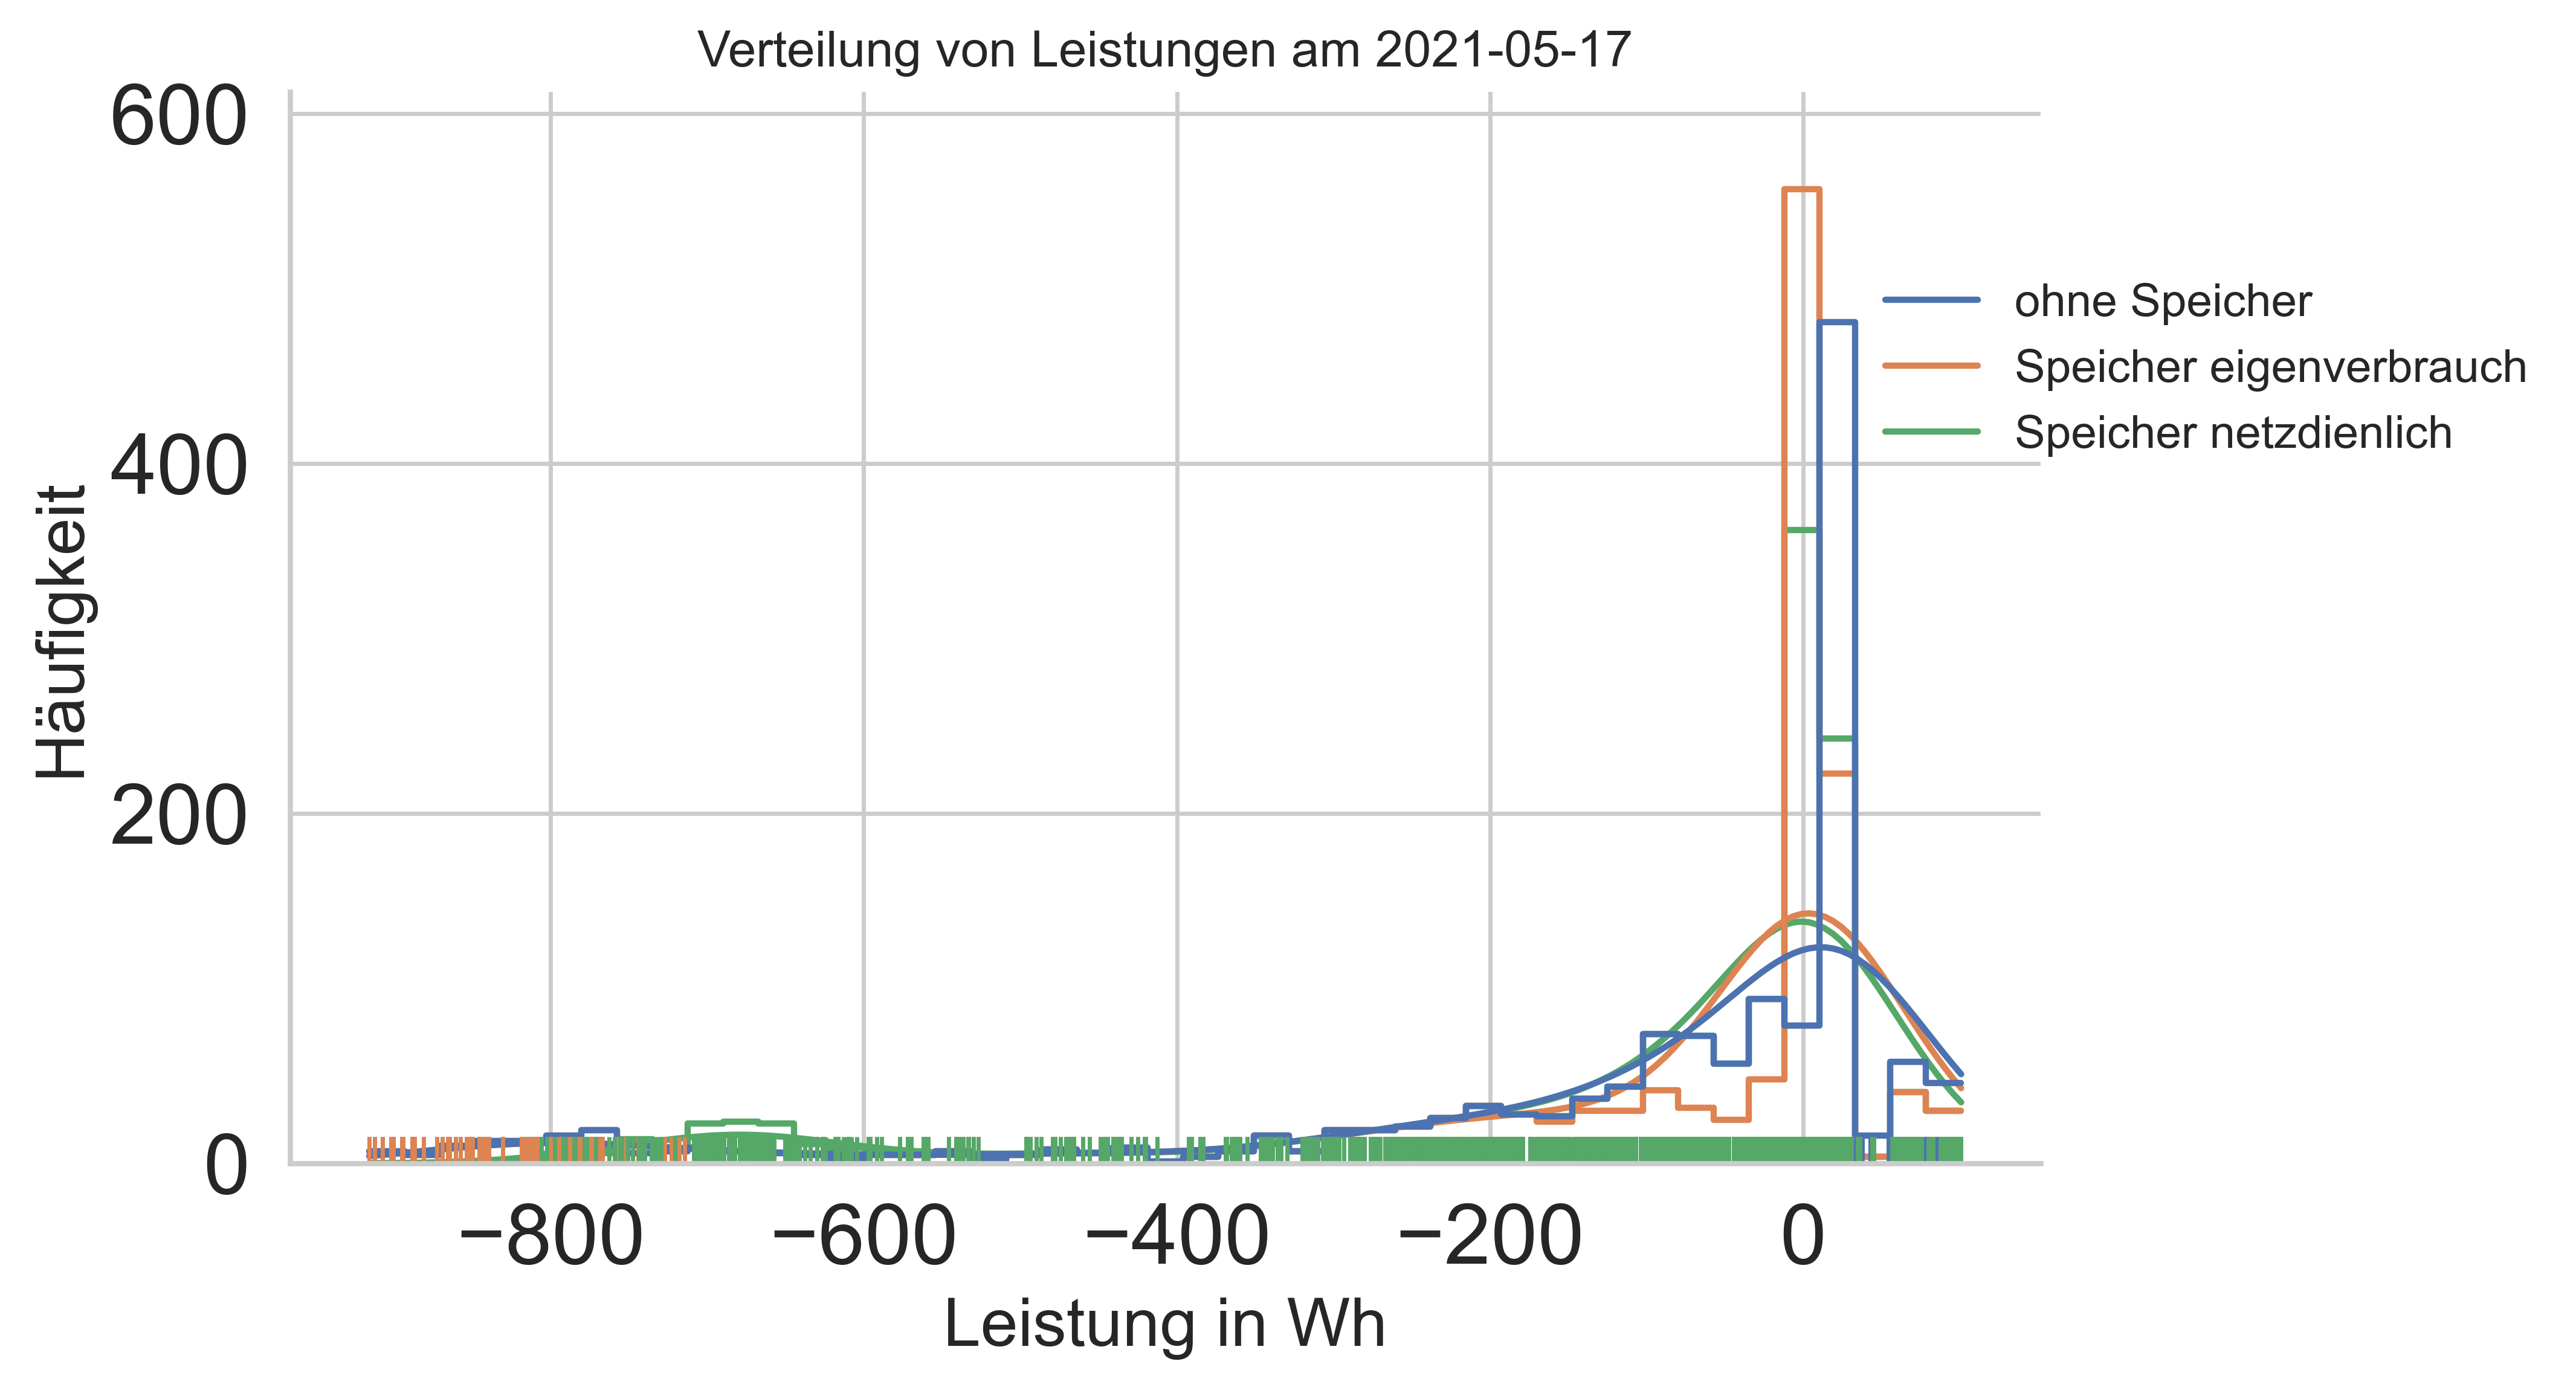 Verteilung von Leistungen am 2021-05-17
600
400
200
0
Häufigkeit
ohne Speicher
Speicher eigenverbrauch
Speicher netzdienlich
−800 −600 −400 −200 0
Leistung in Wh